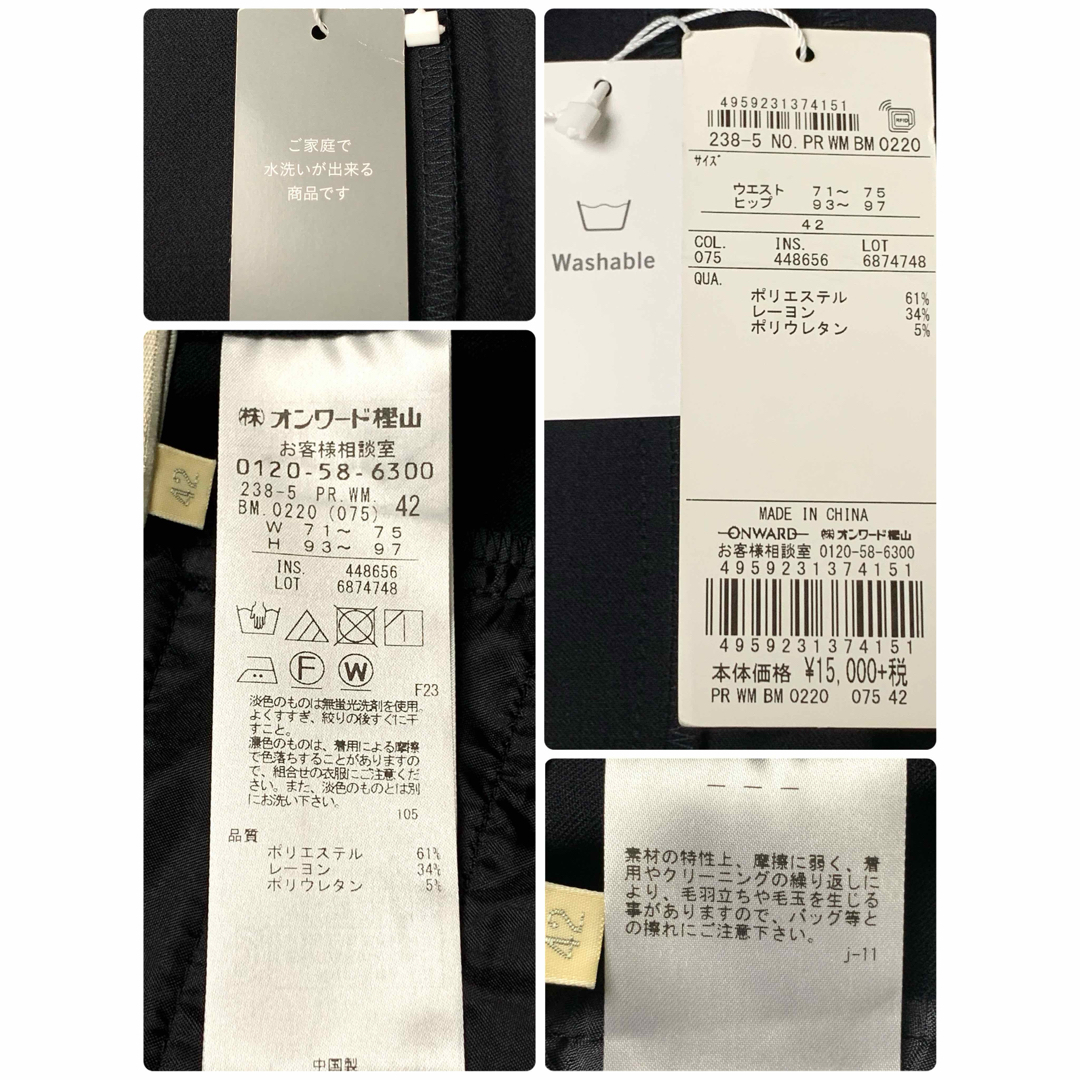 ご家庭で
水洗いが出来る
商品です
Washable
4959231374151
RFID
238-5 NO. PR WM BM 0220
サイズ
ウエスト 71～ 75
ヒップ 93～ 97
42
COL. INS. LOT
075 448656 6874748
QUA.
ポリエステル 61%
レーヨン 34%
ポリウレタン 5%
MADE IN CHINA
ONWARD ㈱オンワード樫山
お客様相談室 0120-58-6300
4959231374151
4959231374151
本体価格 ¥15,000+税
PR WM BM 0220 075 42
㈱オンワード樫山
お客様相談室
0120-58-6300
238-5 PR.WM.
BM.0220 (075) 42
W 71～ 75
H 93～ 97
INS. 448656
LOT 6874748
F W
F23
淡色のものは無蛍光洗剤を使用。
よくすすぎ、絞りの後すぐに干
すこと。
濃色のものは、着用による摩擦
で色落ちすることがありますの
で、組合せの衣服にご注意くだ
さい。また、淡色のものとは別
にお洗い下さい。
105
品質
ポリエステル 61%
レーヨン 34%
ポリウレタン 5%
中国製
42
素材の特性上、摩擦に弱く、着
用やクリーニングの繰り返しに
より、毛羽立ちや毛玉を生じる
事がありますので、バッグ等と
の擦れにご注意下さい。
j-11
42